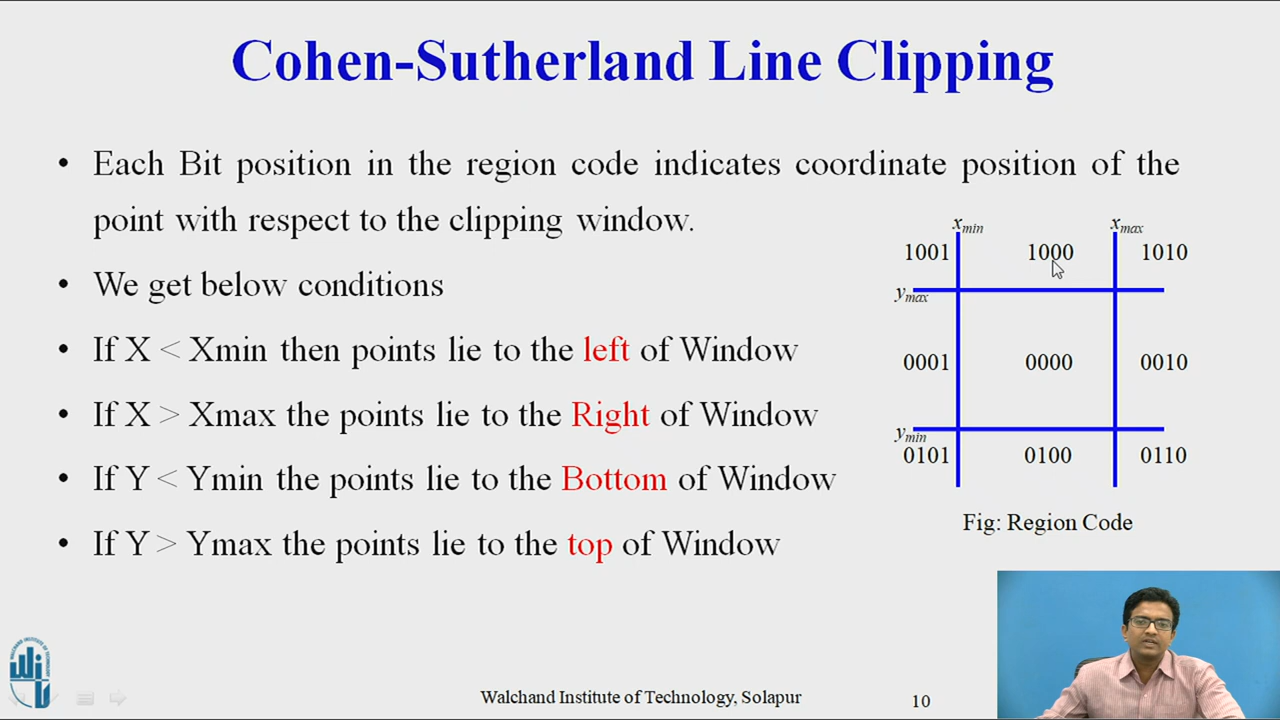 Cohen-Sutherland Line Clipping
• Each Bit position in the region code indicates coordinate position of the
point with respect to the clipping window.
• We get below conditions
• If X < Xmin then points lie to the left of Window
• If X > Xmax the points lie to the Right of Window
• If Y < Ymin the points lie to the Bottom of Window
• If Y > Ymax the points lie to the top of Window
xmin xmax
1001 1000 1010
ymax
0001 0000 0010
ymin
0101 0100 0110
Fig: Region Code
Walchand Institute of Technology, Solapur
10